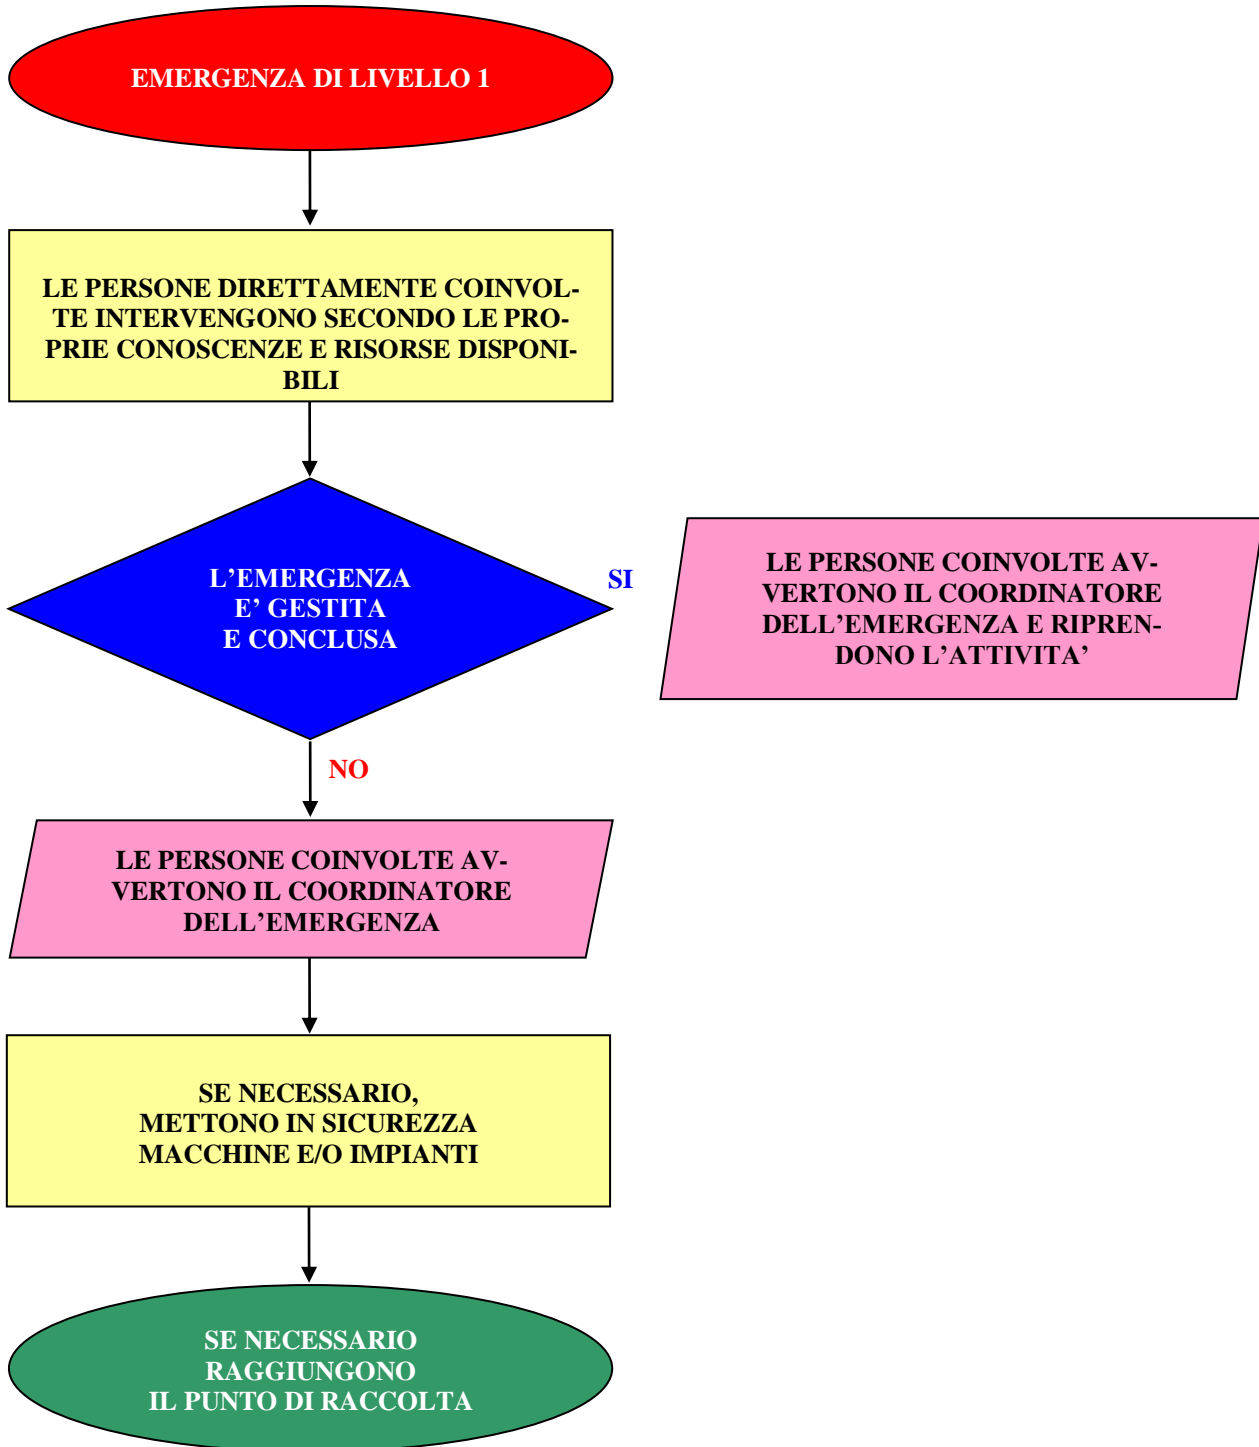 EMERGENZA DI LIVELLO 1
LE PERSONE DIRETTAMENTE COINVOL-
TE INTERVENGONO SECONDO LE PRO-
PRIE CONOSCENZE E RISORSE DISPONI-
BILI
L’EMERGENZA
E’ GESTITA
E CONCLUSA
SI
LE PERSONE COINVOLTE AV-
VERTONO IL COORDINATORE
DELL’EMERGENZA E RIPREN-
DONO L’ATTIVITA’
NO
LE PERSONE COINVOLTE AV-
VERTONO IL COORDINATORE
DELL’EMERGENZA
SE NECESSARIO,
METTONO IN SICUREZZA
MACCHINE E/O IMPIANTI
SE NECESSARIO
RAGGIUNGONO
IL PUNTO DI RACCOLTA